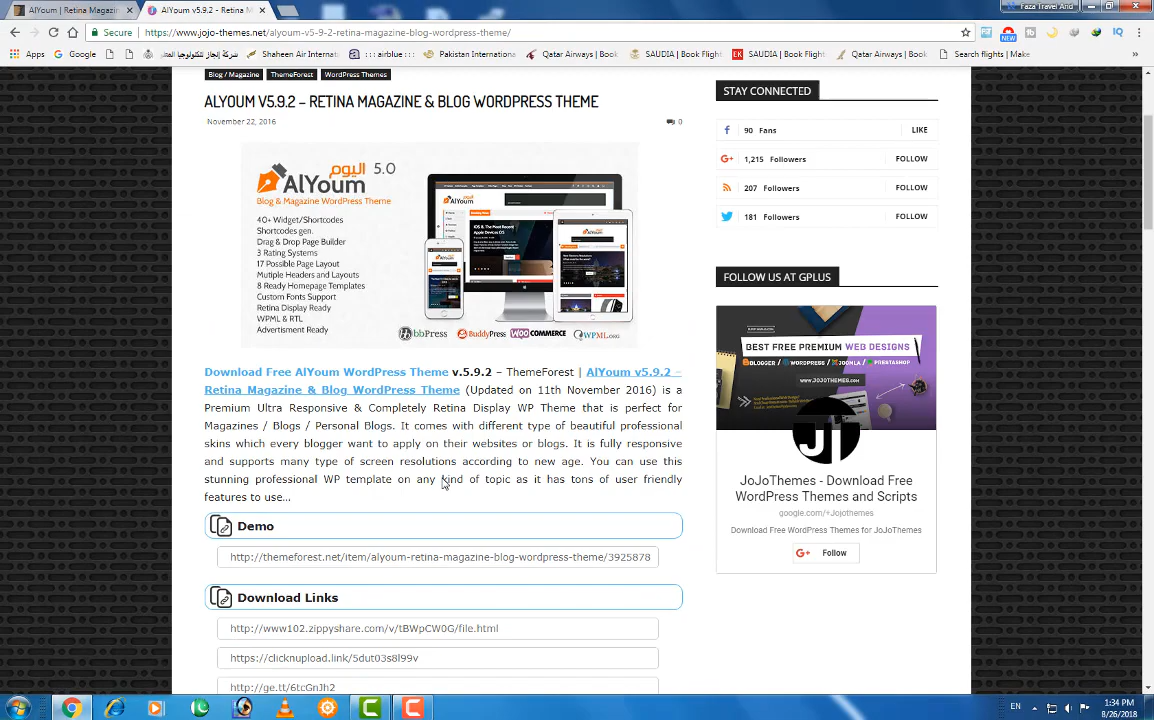 AlYoum | Retina Magazin
AlYoum v5.9.2 - Retina M
Faza Travel And
Secure
https://www.jojo-themes.net/alyoum-v5-9-2-retina-magazine-blog-wordpress-theme/
IQ
Apps
Google
شركة إنجاز لتكنولوجيا
Shaheen Air Internati
::: airblue :::
Pakistan Internationa
Qatar Airways | Book
SAUDIA | Book Flight
SAUDIA | Book Flight
Qatar Airways | Book
Search flights | Make
Blog / Magazine
ThemeForest
WordPress Themes
ALYOUM V5.9.2 – RETINA MAGAZINE & BLOG WORDPRESS THEME
November 22, 2016
0
اليوم 5.0
AlYoum
Blog & Magazine WordPress Theme
40+ Widget/Shortcodes
Shortcodes gen.
Drag & Drop Page Builder
3 Rating Systems
17 Possible Page Layout
Mutiple Headers and Layouts
8 Ready Homepage Templates
Custom Fonts Support
Retina Display Ready
WPML & RTL
Advertisment Ready
bbPress
BuddyPress
WOO COMMERCE
WPML.ORG
Download Free AlYoum WordPress Theme v.5.9.2 – ThemeForest | AlYoum v5.9.2 –
Retina Magazine & Blog WordPress Theme (Updated on 11th November 2016) is a
Premium Ultra Responsive & Completely Retina Display WP Theme that is perfect for
Magazines / Blogs / Personal Blogs. It comes with different type of beautiful professional
skins which every blogger want to apply on their websites or blogs. It is fully responsive
and supports many type of screen resolutions according to new age. You can use this
stunning professional WP template on any kind of topic as it has tons of user friendly
features to use...
Demo
http://themeforest.net/item/alyoum-retina-magazine-blog-wordpress-theme/3925878
Download Links
http://www102.zippyshare.com/v/tBWpCW0G/file.html
https://clicknupload.link/5dut03s8l99v
http://ge.tt/6tcGnJh2
STAY CONNECTED
90 Fans
LIKE
1,215 Followers
FOLLOW
207 Followers
FOLLOW
181 Followers
FOLLOW
FOLLOW US AT GPLUS
BEST FREE PREMIUM WEB DESIGNS
BLOGGER / WORDPRESS / JOOMLA / PRESTASHOP
WWW.JOJOTHEMES.COM
JoJoThemes - Download Free
WordPress Themes and Scripts
google.com/+Jojothemes
Download Free WordPress Themes for JoJoThemes
Follow
EN
1:34 PM
8/26/2018